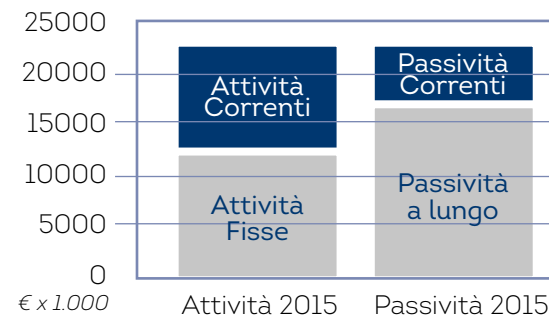 25000
20000
15000
10000
5000
0
€ x 1.000
Attività
Correnti
Attività
Fisse
Passività
Correnti
Passività
a lungo
Attività 2015
Passività 2015